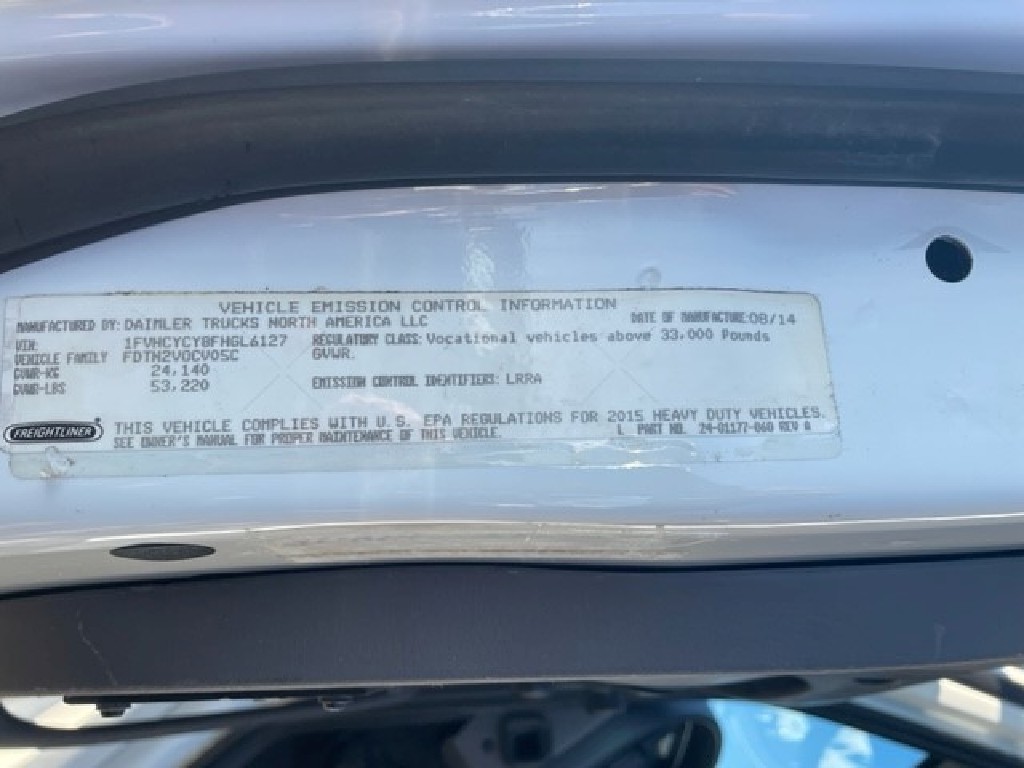 VEHICLE EMISSION CONTROL INFORMATION
MANUFACTURED BY: DAIMLER TRUCKS NORTH AMERICA LLC DATE OF MANUFACTURE: 08/14
VIN: 1FVHCYCY8FHGL6127 REGULATORY CLASS: Vocational vehicles above 33,000 Pounds
VEHICLE FAMILY FDTN2VOCV05C GVWR.
GVWR-KG 24,140
GVWR-LBS 53,220 EMISSION CONTROL IDENTIFIERS: LRRA
FREIGHTLINER THIS VEHICLE COMPLIES WITH U.S. EPA REGULATIONS FOR 2015 HEAVY DUTY VEHICLES.
SEE OWNER'S MANUAL FOR PROPER MAINTENANCE OF THIS VEHICLE. L PART NO. 24-01177-060 REV A